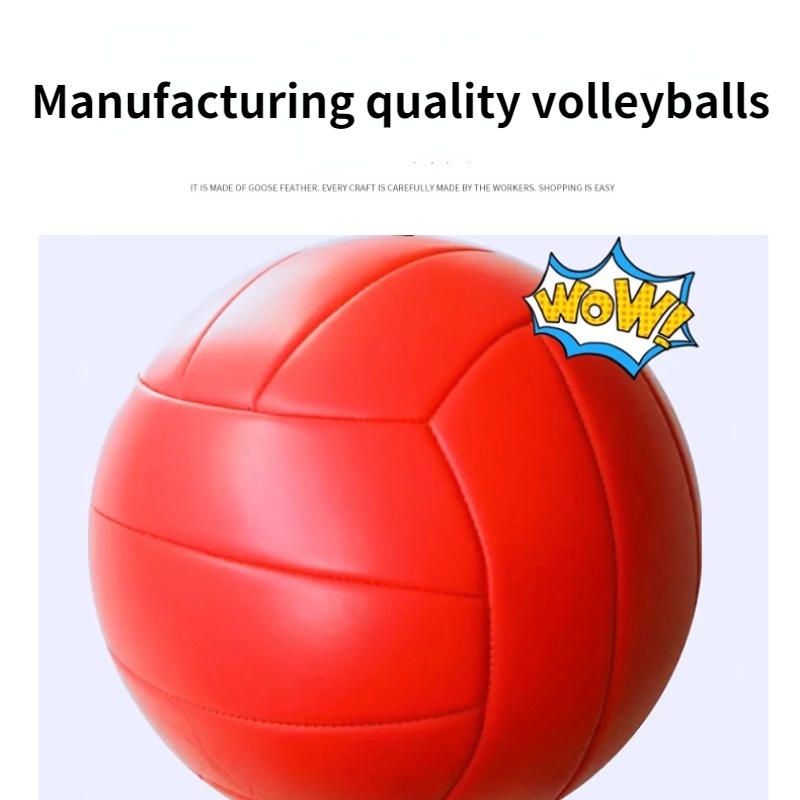 Manufacturing quality volleyballs
IT IS MADE OF GOOSE FEATHER. EVERY CRAFT IS CAREFULLY MADE BY THE WORKERS. SHOPPING IS EASY
WOW!